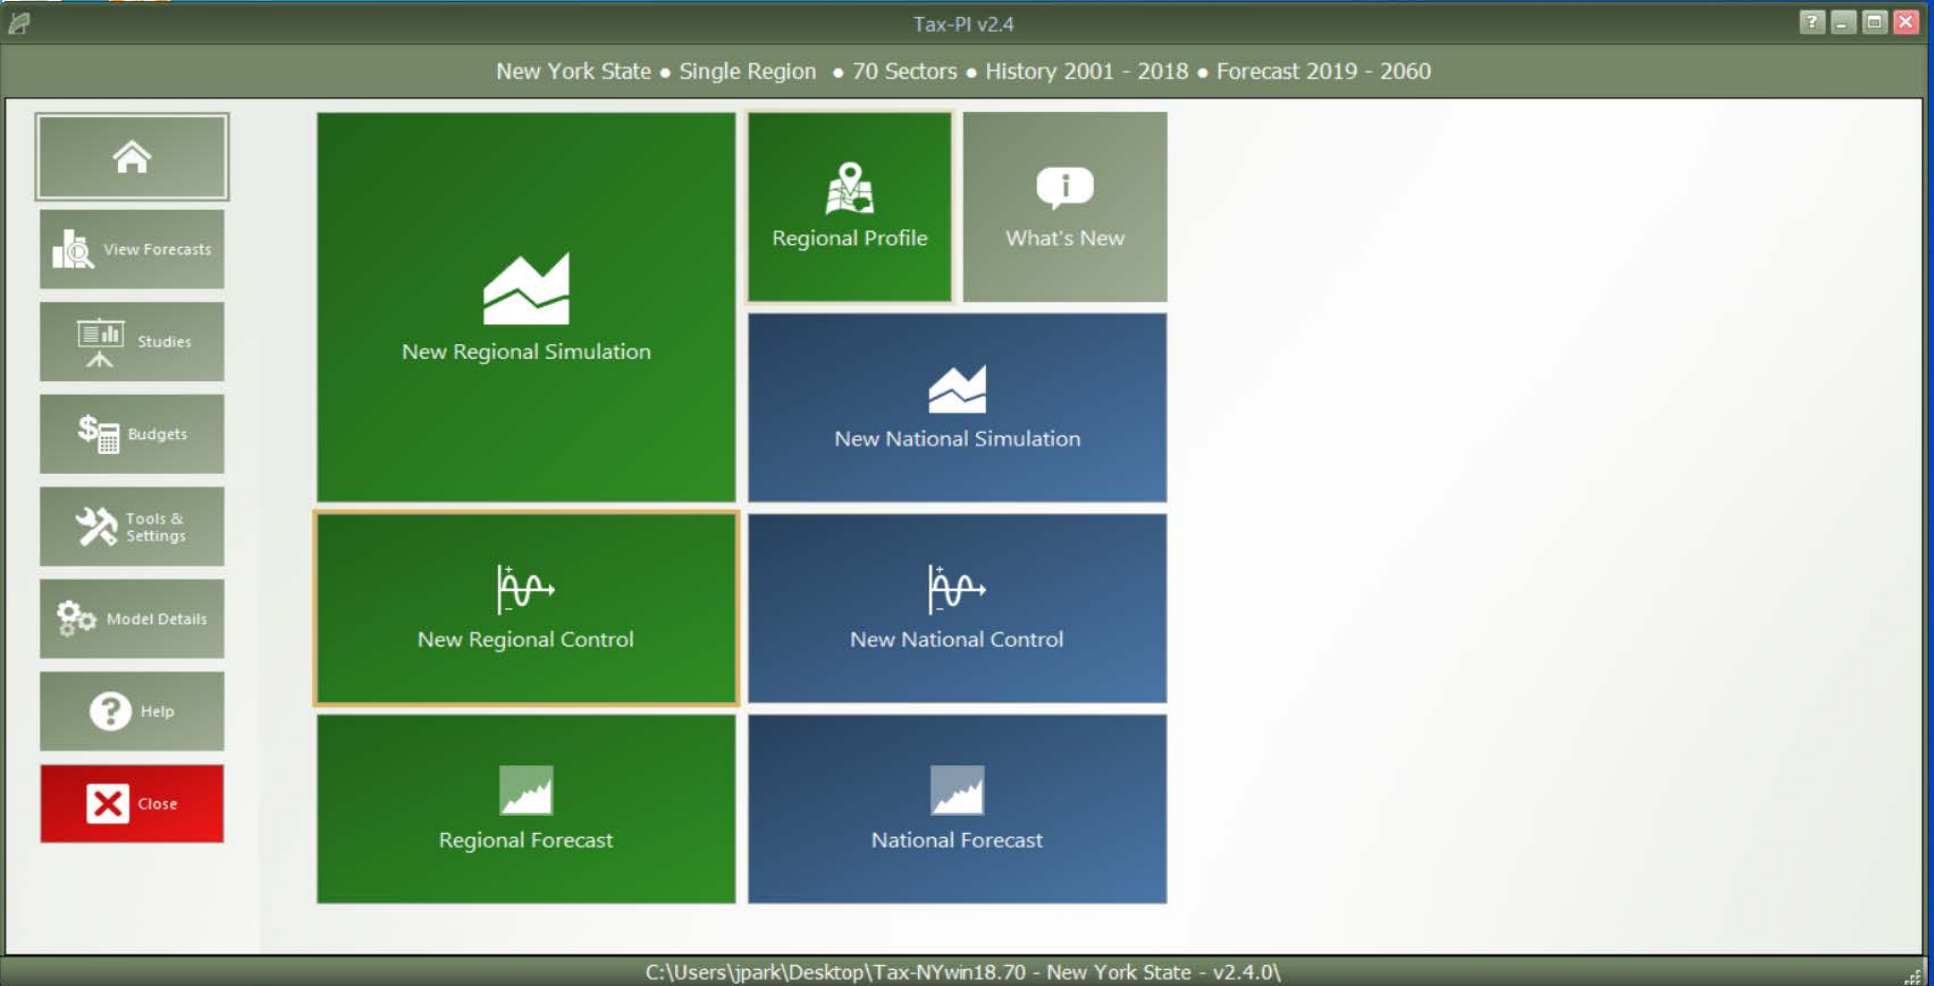 Tax-PI v2.4
New York State ● Single Region ● 70 Sectors ● History 2001 - 2018 ● Forecast 2019 - 2060
View Forecasts
Studies
Budgets
Tools &
Settings
Model Details
Help
Close
New Regional Simulation
Regional Profile
What's New
New National Simulation
New Regional Control
New National Control
Regional Forecast
National Forecast
C:\Users\jpark\Desktop\Tax-NYwin18.70 - New York State - v2.4.0\